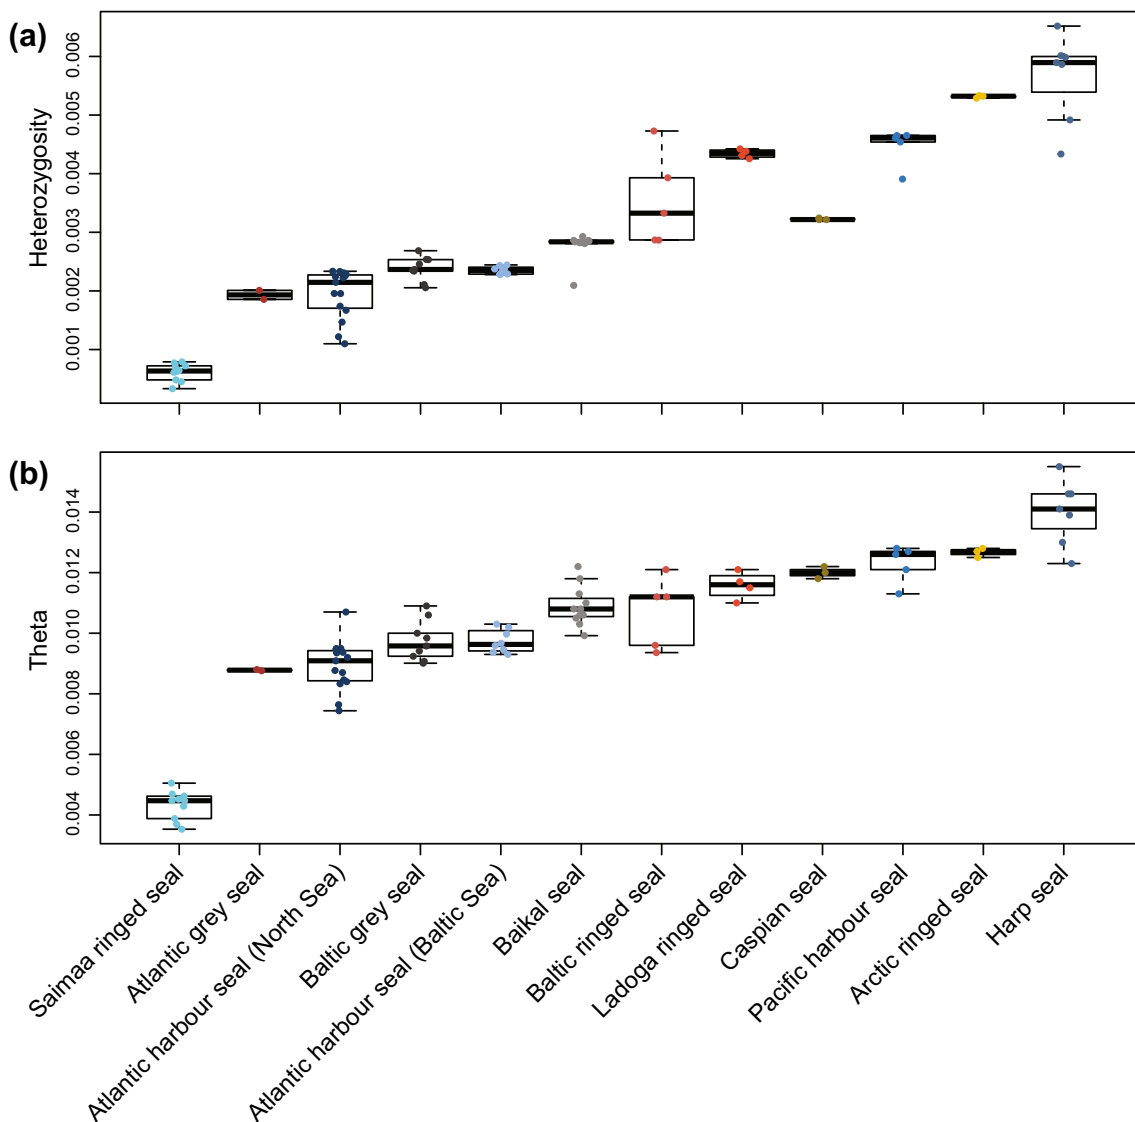 (a)
Heterozygosity
0.006
0.005
0.004
0.003
0.002
0.001
(b)
Theta
0.014
0.012
0.010
0.008
0.006
0.004
Saimaa ringed seal
Atlantic grey seal
Atlantic harbour seal (North Sea)
Baltic grey seal
Atlantic harbour seal (Baltic Sea)
Baikal seal
Baltic ringed seal
Ladoga ringed seal
Caspian seal
Pacific harbour seal
Arctic ringed seal
Harp seal